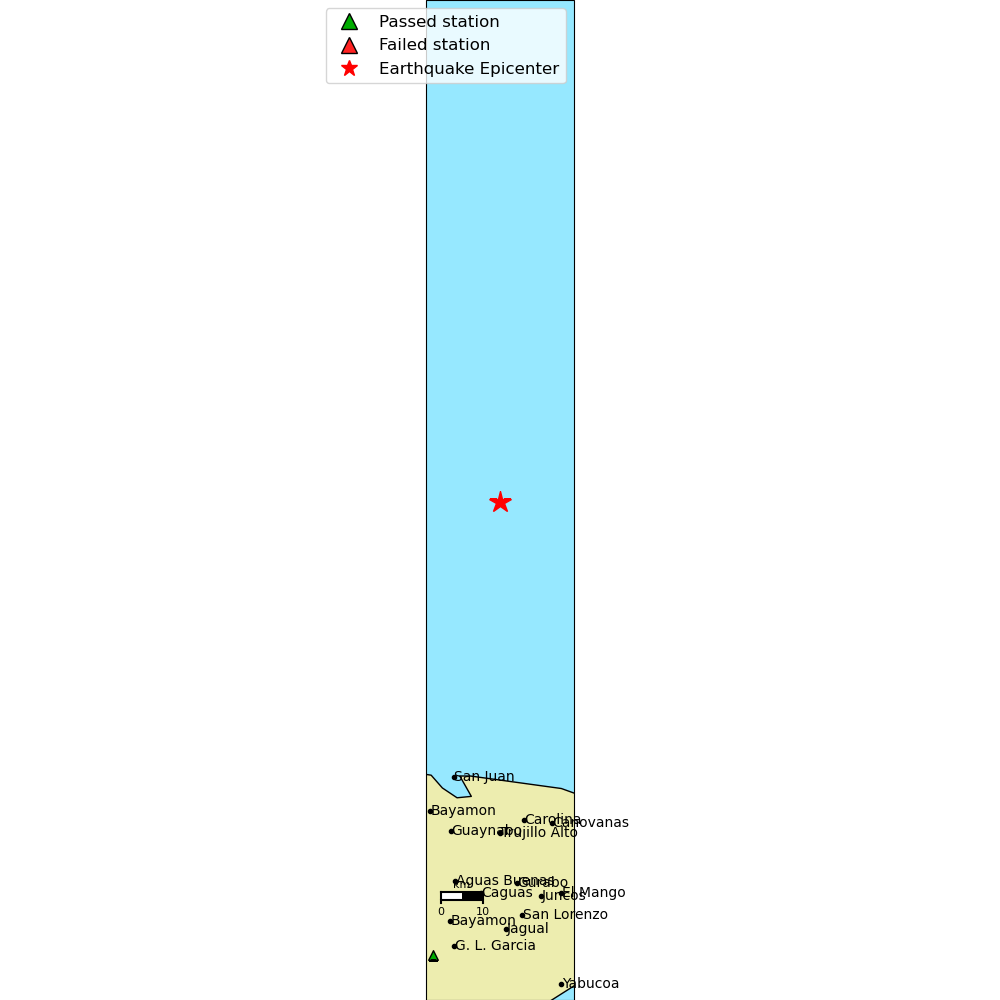 Passed station
Failed station
Earthquake Epicenter
San Juan
Bayamon
Carolina
Canovanas
Guaynabo
Trujillo Alto
Aguas Buenas
Gurabo
km
Caguas
Juncos
El Mango
0 10
San Lorenzo
Bayamon
Jagual
G. L. Garcia
Yabucoa